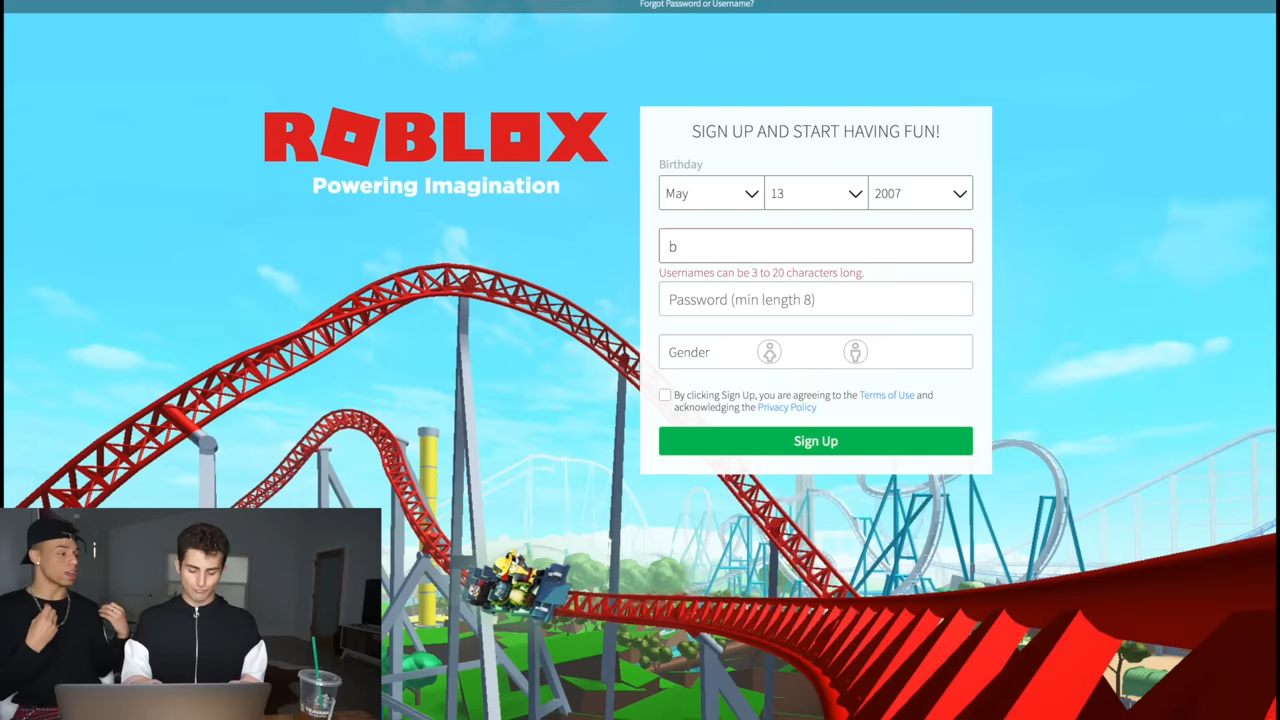 Forgot Password or Username?
ROBLOX
Powering Imagination
SIGN UP AND START HAVING FUN!
Birthday
May 13 2007
b
Usernames can be 3 to 20 characters long.
Password (min length 8)
Gender
By clicking Sign Up, you are agreeing to the Terms of Use and
acknowledging the Privacy Policy
Sign Up
TEAVANA